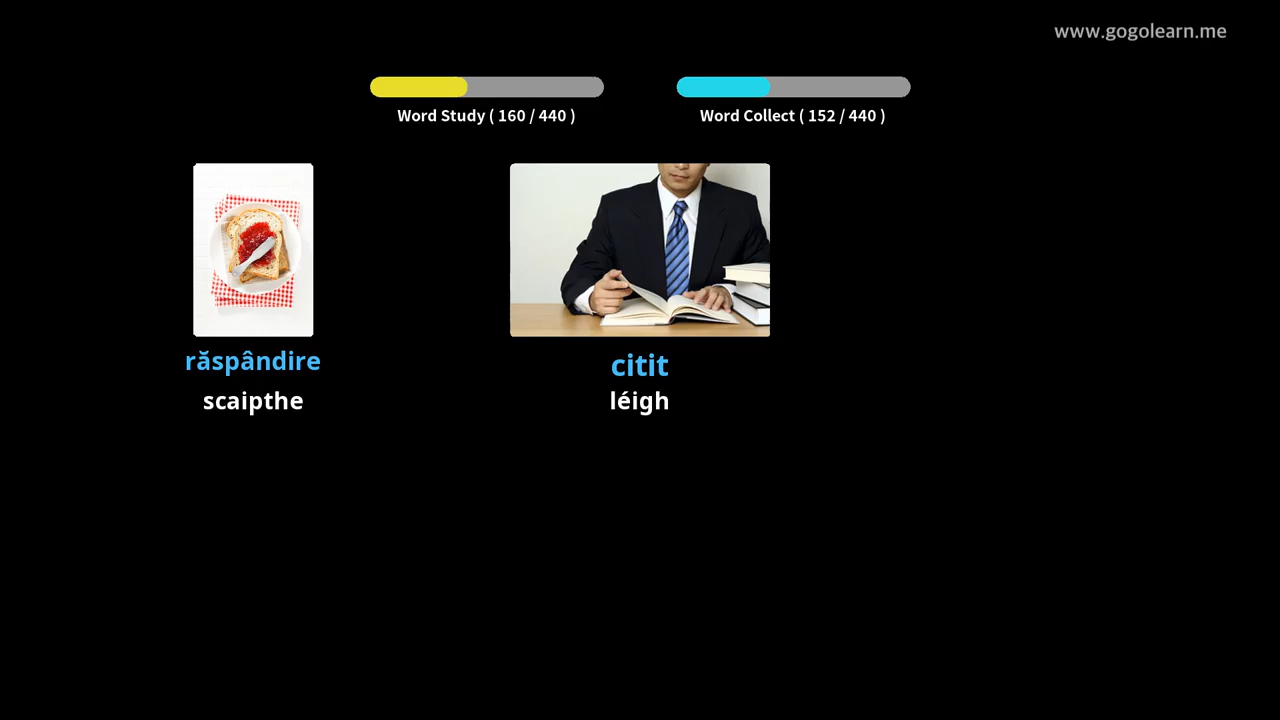 www.gogolearn.me
Word Study ( 160 / 440 )
Word Collect ( 152 / 440 )
răspândire
citit
scaipthe
léigh